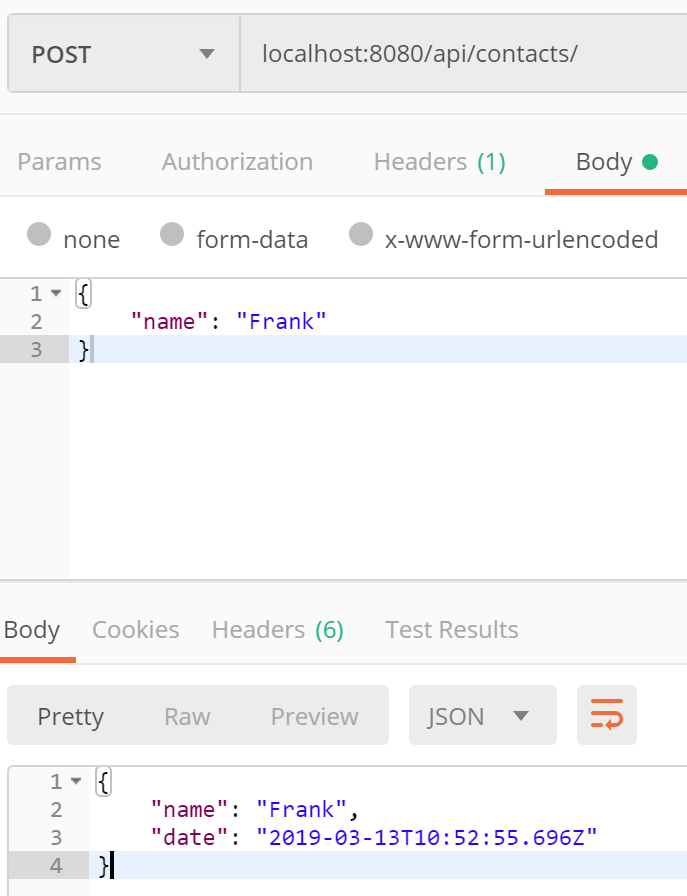 POST localhost:8080/api/contacts/
Params Authorization Headers (1) Body
none form-data x-www-form-urlencoded
1 {
2 "name": "Frank"
3 }
Body Cookies Headers (6) Test Results
Pretty Raw Preview JSON
1 {
2 "name": "Frank",
3 "date": "2019-03-13T10:52:55.696Z"
4 }